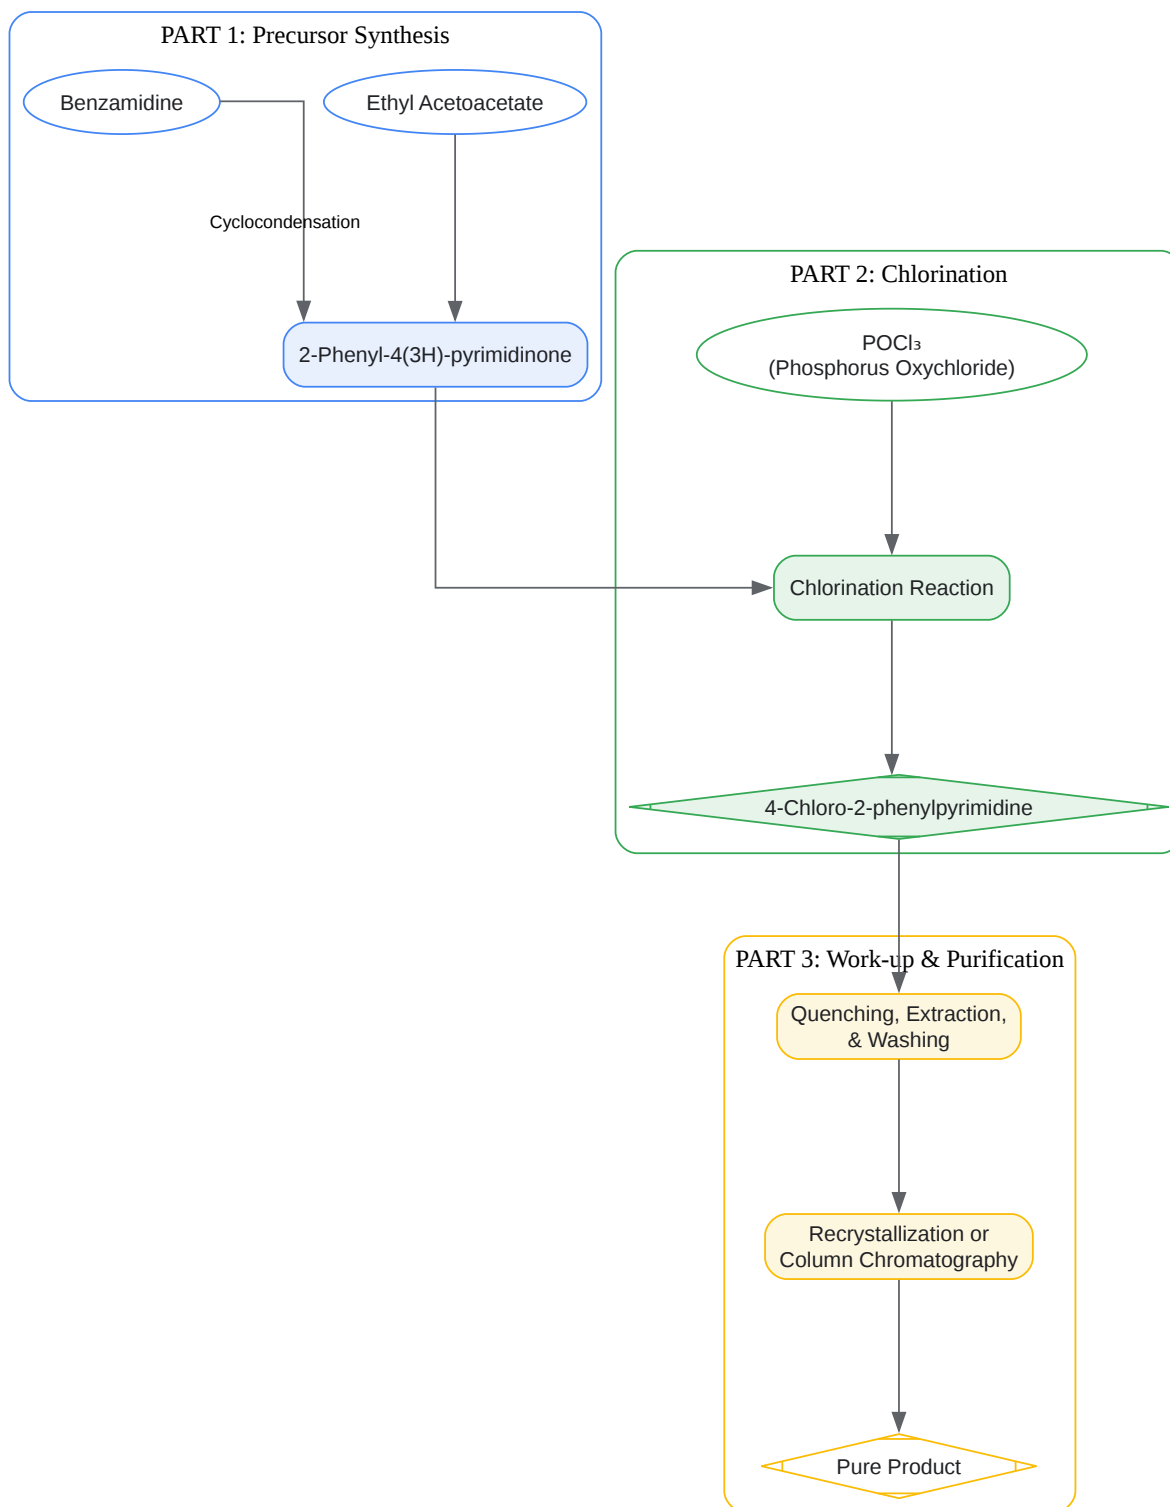 PART 1: Precursor Synthesis
Benzamidine
Ethyl Acetoacetate
Cyclocondensation
2-Phenyl-4(3H)-pyrimidinone
PART 2: Chlorination
POCl₃
(Phosphorus Oxychloride)
Chlorination Reaction
4-Chloro-2-phenylpyrimidine
PART 3: Work-up & Purification
Quenching, Extraction,
& Washing
Recrystallization or
Column Chromatography
Pure Product